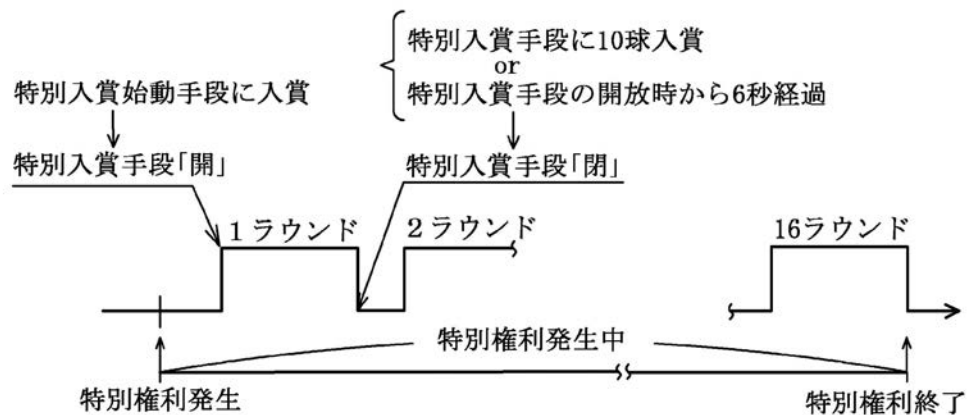 特別入賞手段に10球入賞
or
特別入賞始動手段に入賞
特別入賞手段の開放時から6秒経過
特別入賞手段「開」
特別入賞手段「閉」
1ラウンド
2ラウンド
16ラウンド
特別権利発生中
特別権利発生
特別権利終了